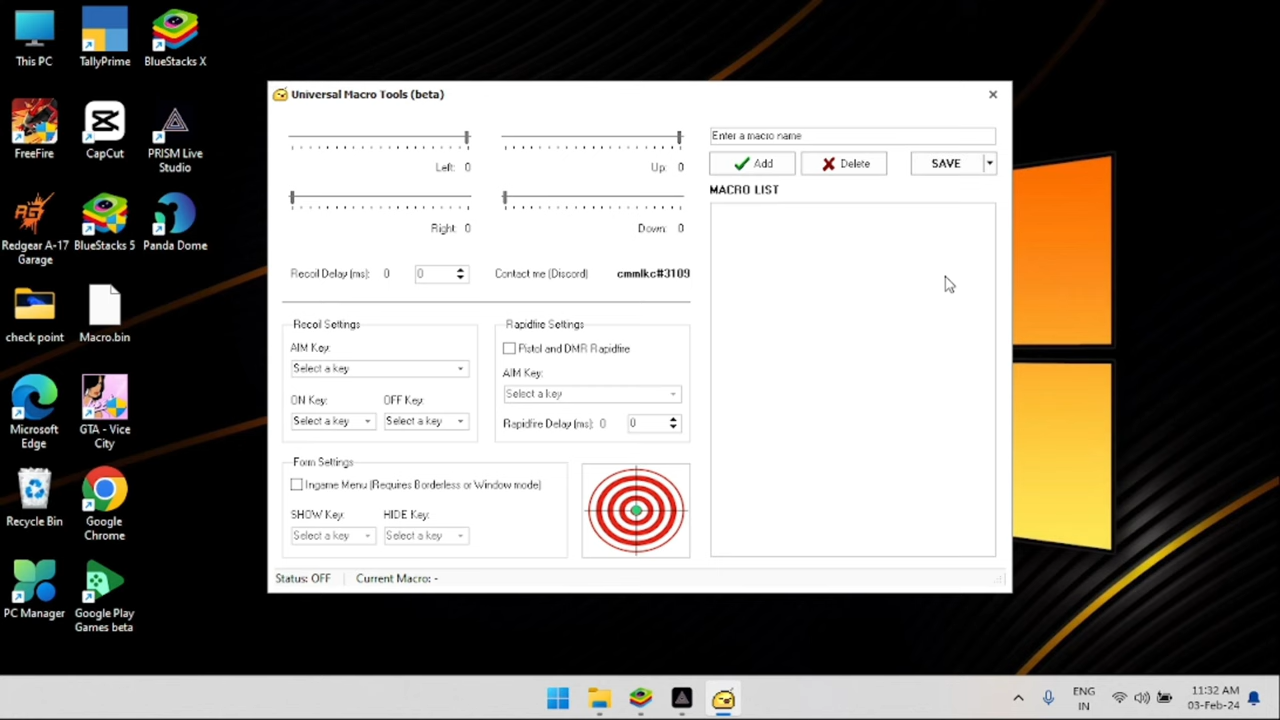 This PC
TallyPrime
BlueStacks X
FreeFire
CapCut
PRISM Live
Studio
Redgear A-17
Garage
BlueStacks 5
Panda Dome
check point
Macro.bin
Microsoft
Edge
GTA - Vice
City
Recycle Bin
Google
Chrome
PC Manager
Google Play
Games beta
Universal Macro Tools (beta)
Left: 0
Up: 0
Right: 0
Down: 0
Recoil Delay (ms): 0 0
Contact me (Discord) cmmlkc#3109
Recoil Settings
AIM Key:
Select a key
ON Key: OFF Key:
Select a key Select a key
Rapidfire Settings
Pistol and DMR Rapidfire
AIM Key:
Select a key
Rapidfire Delay (ms): 0 0
Form Settings
Ingame Menu (Requires Borderless or Window mode)
SHOW Key: HIDE Key:
Select a key Select a key
Enter a macro name
Add Delete SAVE
MACRO LIST
Status: OFF Current Macro: -
ENG
IN
11:32 AM
03-Feb-24